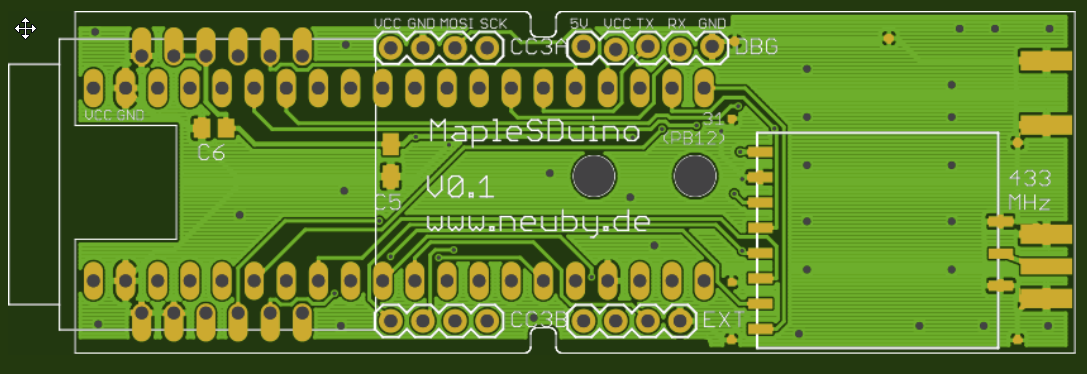 VCC GND MOSI SCK
CC3A
5V VCC TX RX GND
DBG
VCC GND
C6
MapleSDuino
31
(PB12)
C5
V0.1
www.neuby.de
433
MHz
CC3B
EXT